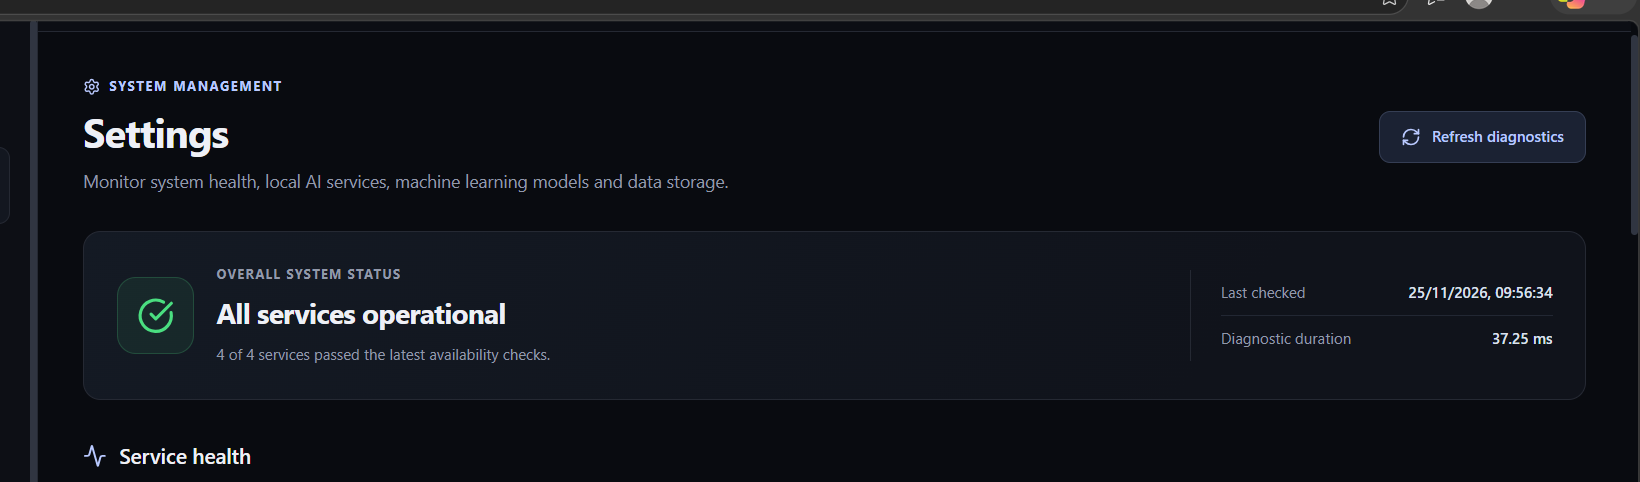 SYSTEM MANAGEMENT
Settings
Monitor system health, local AI services, machine learning models and data storage.
Refresh diagnostics
OVERALL SYSTEM STATUS
All services operational
4 of 4 services passed the latest availability checks.
Last checked 25/11/2026, 09:56:34
Diagnostic duration 37.25 ms
Service health